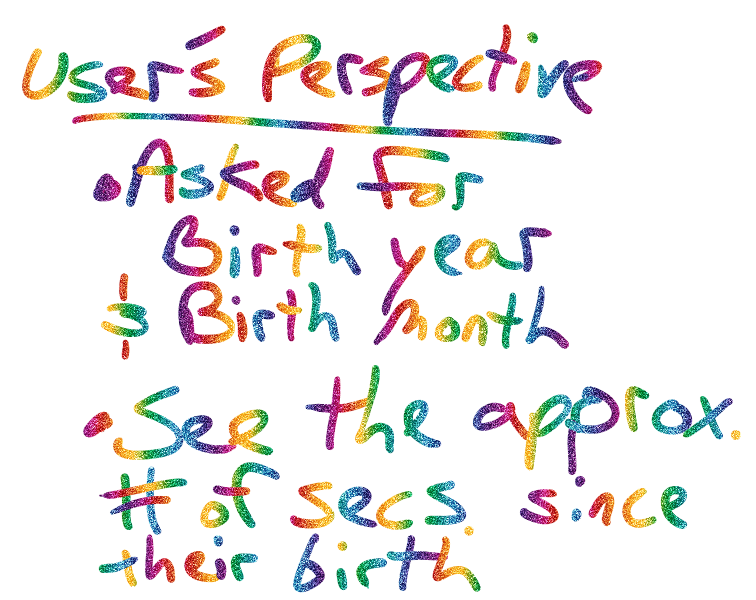 User's Perspective
• Asked For
Birth year
& Birth Month
• See the approx.
# of secs. since
their birth